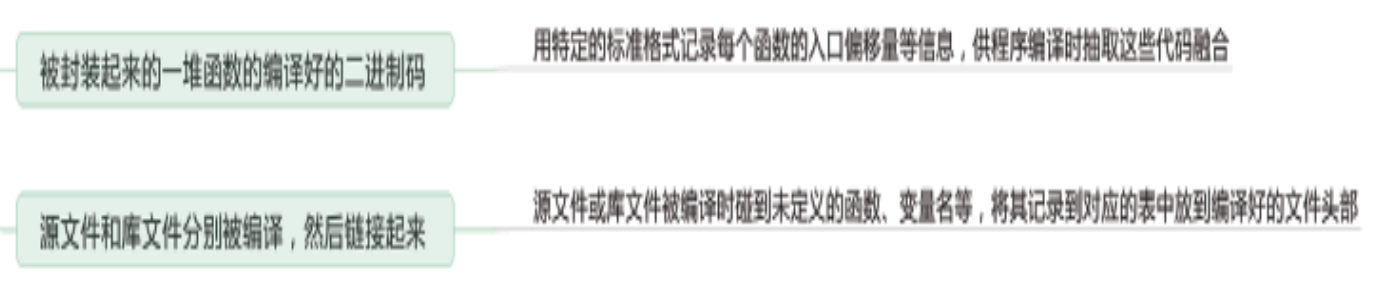 被封装起来的一堆函数的编译好的二进制码
用特定的标准格式记录每个函数的入口偏移量等信息，供程序编译时抽取这些代码融合
源文件和库文件分别被编译，然后链接起来
源文件或库文件被编译时碰到未定义的函数、变量名等，将其记录到对应的表中放到编译好的文件头部